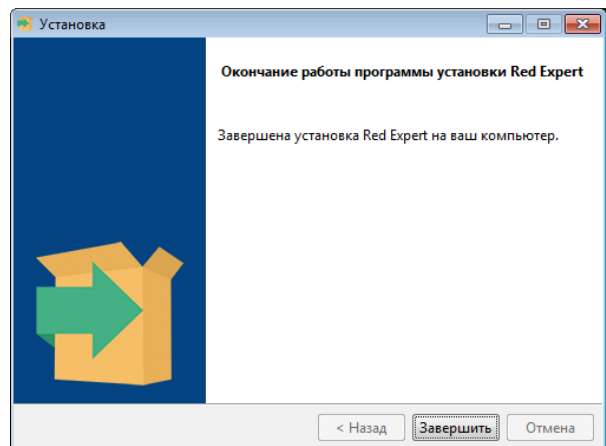 Установка
Окончание работы программы установки Red Expert
Завершена установка Red Expert на ваш компьютер.
< Назад
Завершить
Отмена